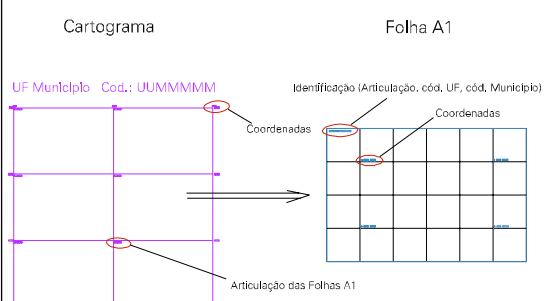 Cartograma
Folha A1
UF Município Cod.: UUMMMMM
Identificação (Articulação, cód. UF, cód. Município)
Coordenadas
Coordenadas
Articulação das Folhas A1